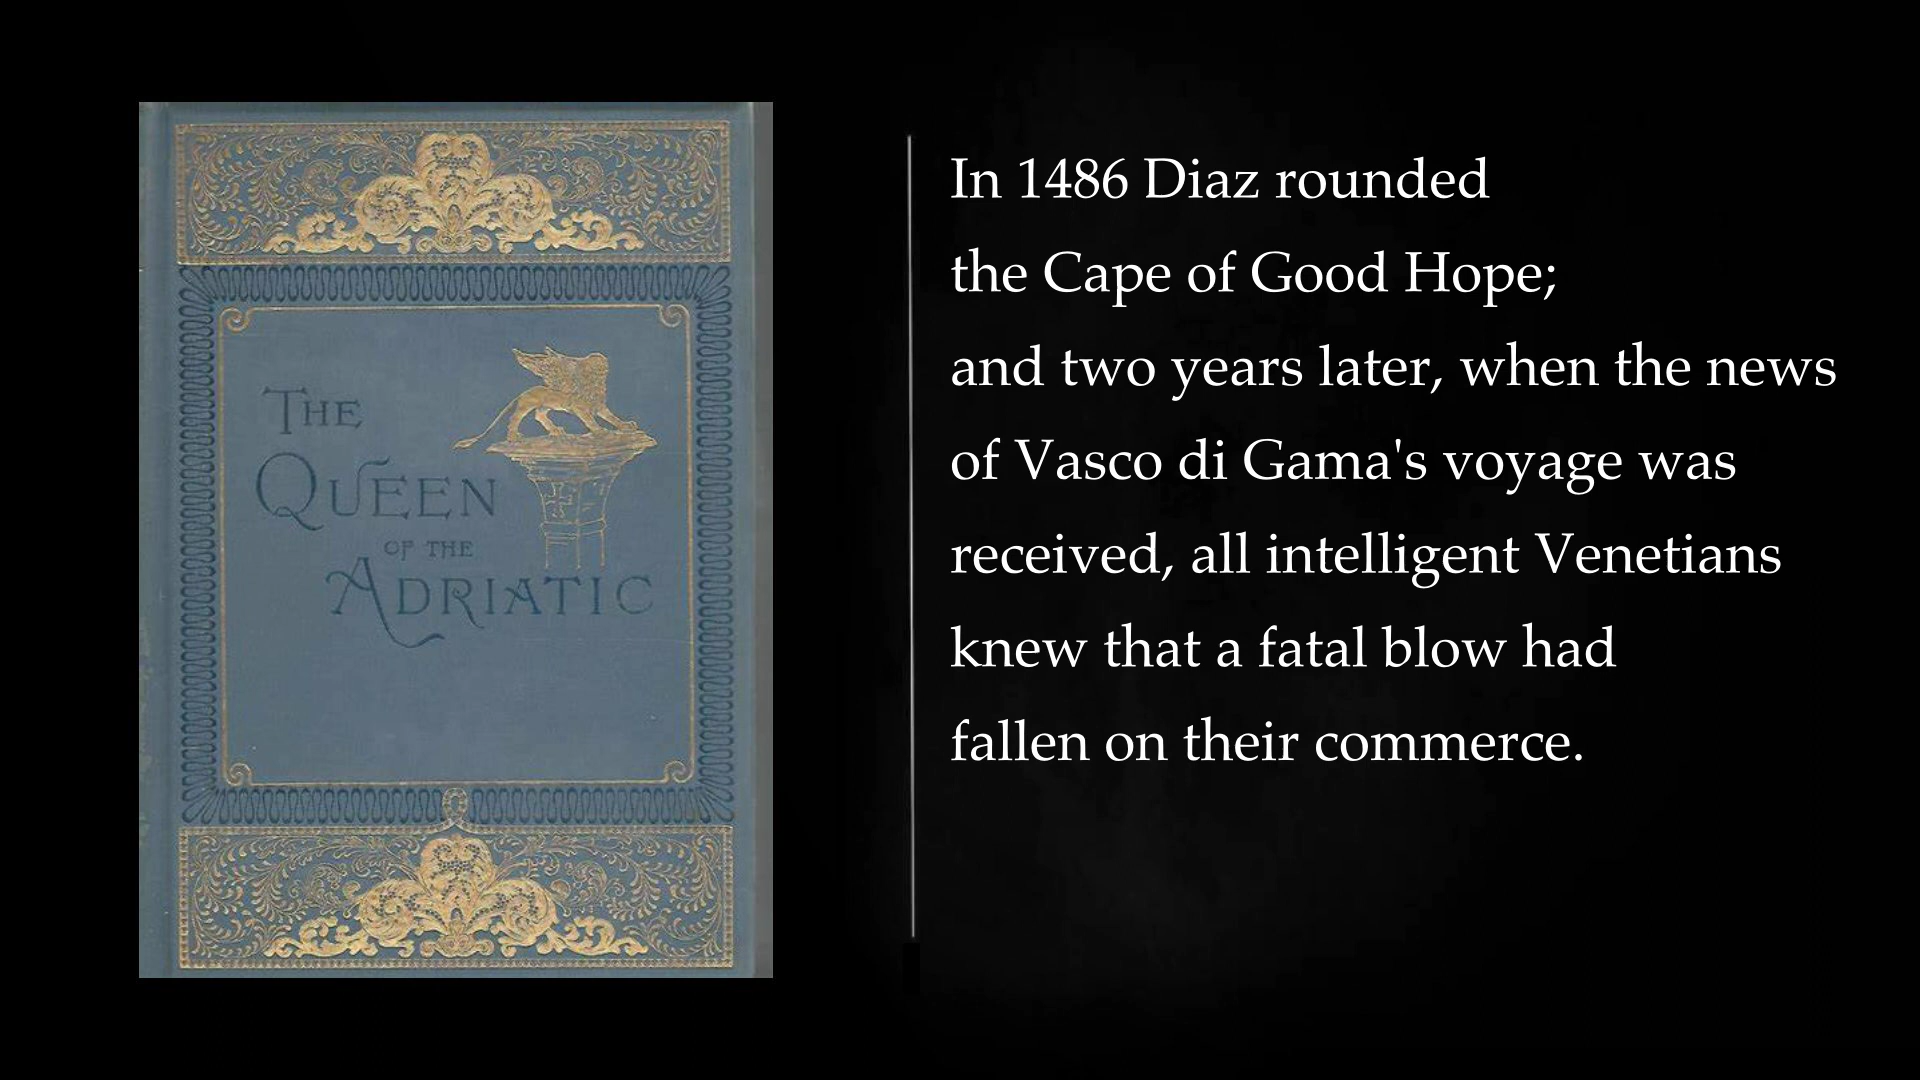 THE
QUEEN
OF THE
ADRIATIC
In 1486 Diaz rounded
the Cape of Good Hope;
and two years later, when the news
of Vasco di Gama's voyage was
received, all intelligent Venetians
knew that a fatal blow had
fallen on their commerce.